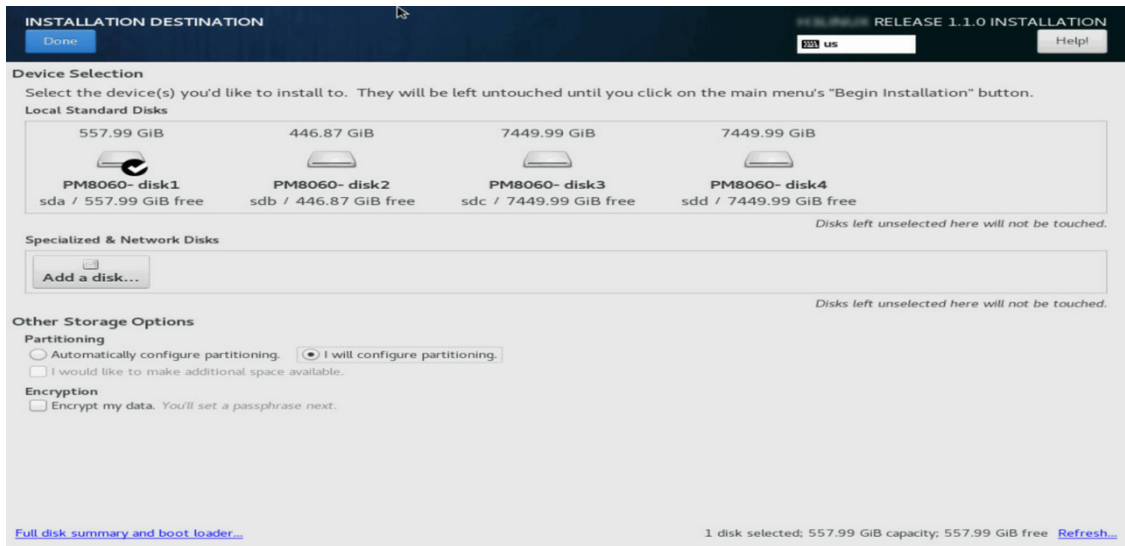 INSTALLATION DESTINATION
RELEASE 1.1.0 INSTALLATION
Done
us
Help!
Device Selection
Select the device(s) you'd like to install to. They will be left untouched until you click on the main menu's "Begin Installation" button.
Local Standard Disks
557.99 GiB 446.87 GiB 7449.99 GiB 7449.99 GiB
PM8060- disk1 PM8060- disk2 PM8060- disk3 PM8060- disk4
sda / 557.99 GiB free sdb / 446.87 GiB free sdc / 7449.99 GiB free sdd / 7449.99 GiB free
Disks left unselected here will not be touched.
Specialized & Network Disks
Add a disk...
Disks left unselected here will not be touched.
Other Storage Options
Partitioning
Automatically configure partitioning. I will configure partitioning.
I would like to make additional space available.
Encryption
Encrypt my data. You'll set a passphrase next.
Full disk summary and boot loader... 1 disk selected; 557.99 GiB capacity; 557.99 GiB free Refresh...